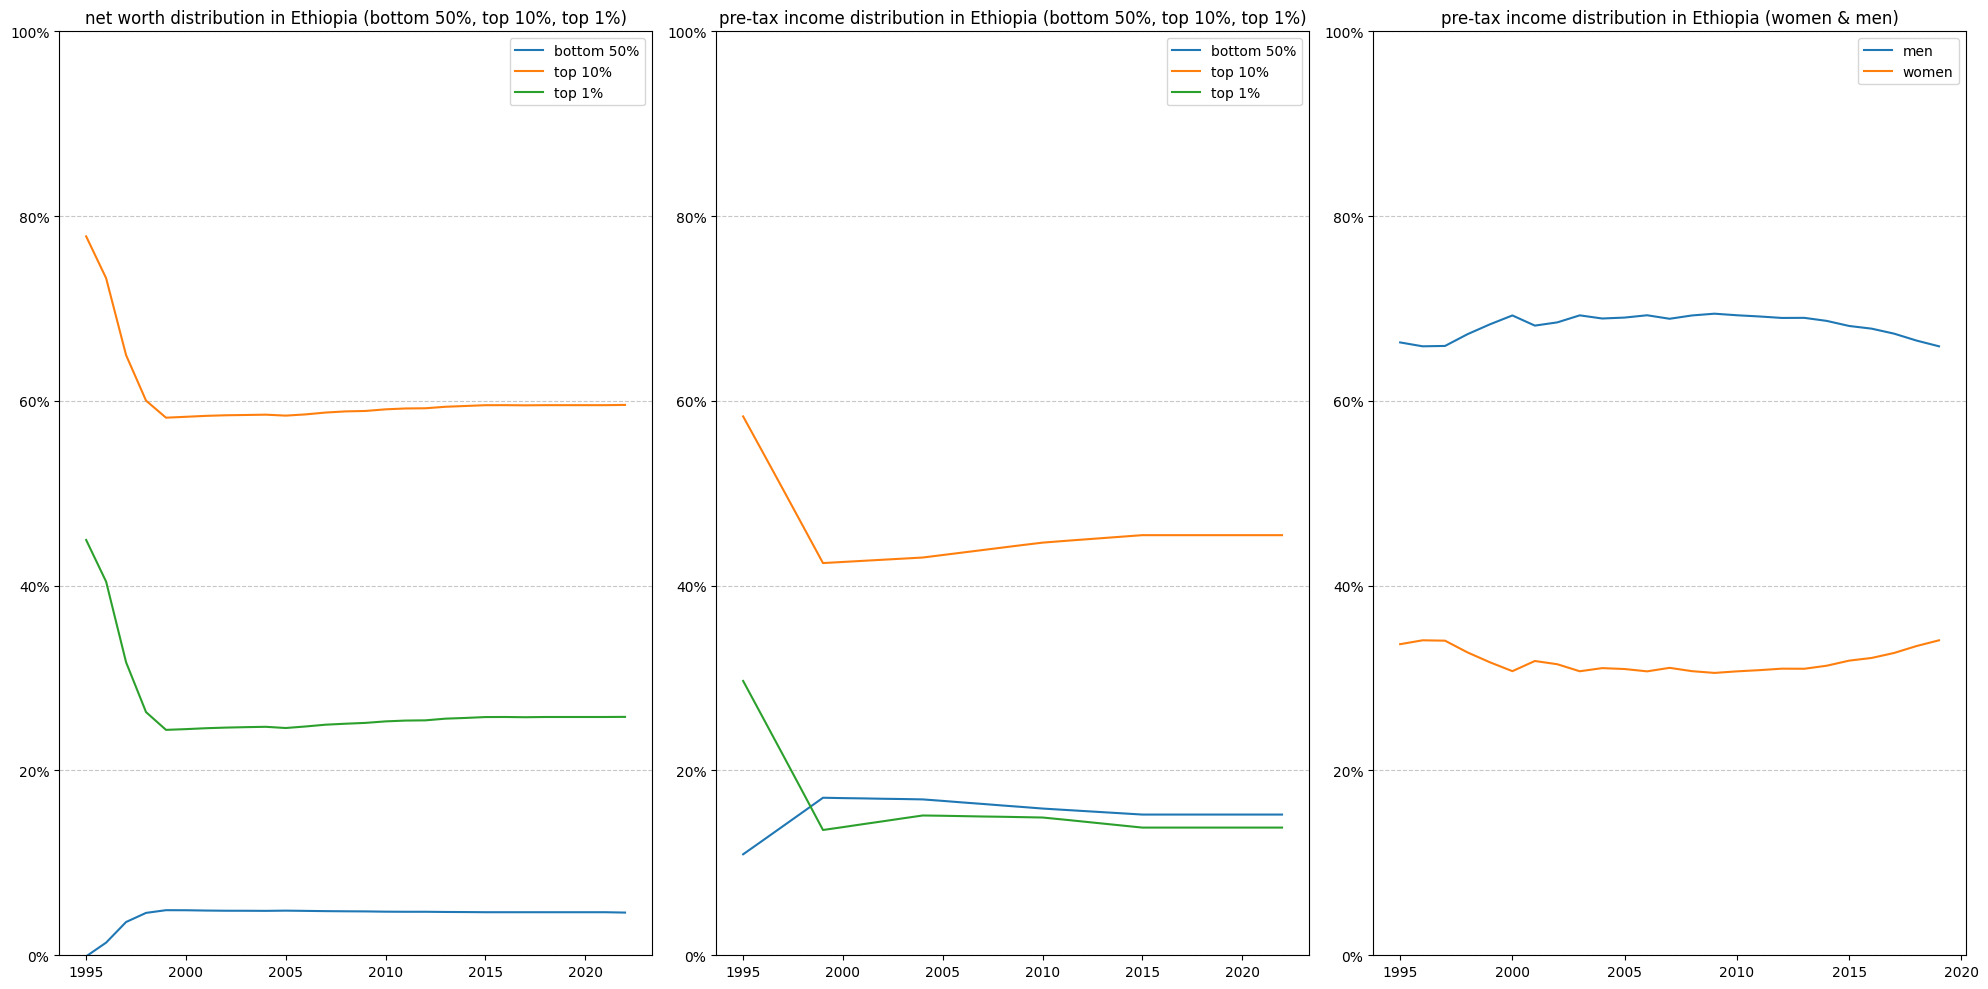 net worth distribution in Ethiopia (bottom 50%, top 10%, top 1%)
100%
80%
60%
40%
20%
0%
1995 2000 2005 2010 2015 2020
bottom 50%
top 10%
top 1%
pre-tax income distribution in Ethiopia (bottom 50%, top 10%, top 1%)
100%
80%
60%
40%
20%
0%
1995 2000 2005 2010 2015 2020
bottom 50%
top 10%
top 1%
pre-tax income distribution in Ethiopia (women & men)
100%
80%
60%
40%
20%
0%
1995 2000 2005 2010 2015 2020
men
women